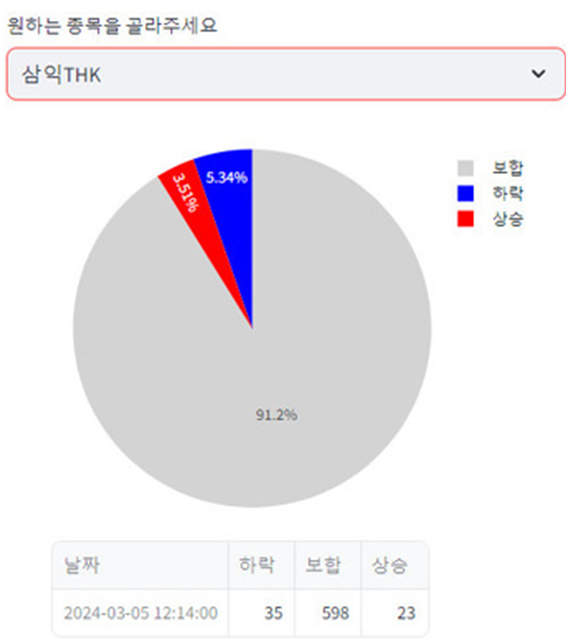 원하는 종목을 골라주세요
삼익THK
보합
하락
상승
3.51%
5.34%
91.2%
날짜 하락 보합 상승
2024-03-05 12:14:00 35 598 23